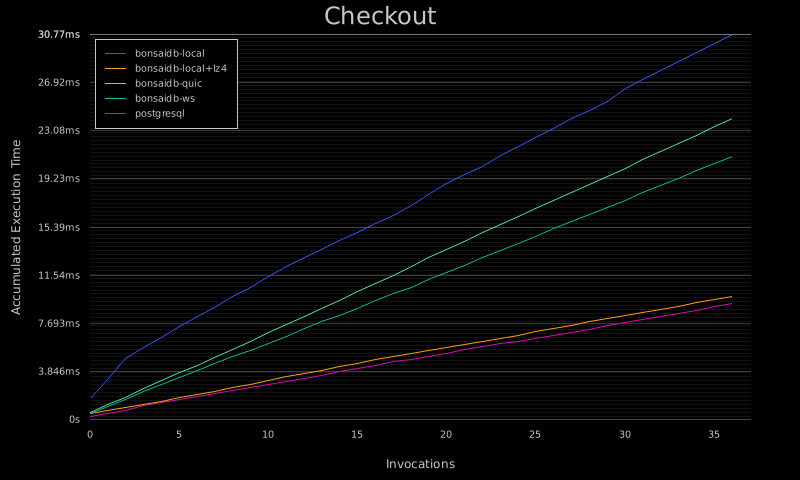 Checkout
30.77ms
26.92ms
23.08ms
19.23ms
15.39ms
11.54ms
7.693ms
3.846ms
0s
bonsaidb-local
bonsaidb-local+lz4
bonsaidb-quic
bonsaidb-ws
postgresql
Accumulated Execution Time
0 5 10 15 20 25 30 35
Invocations